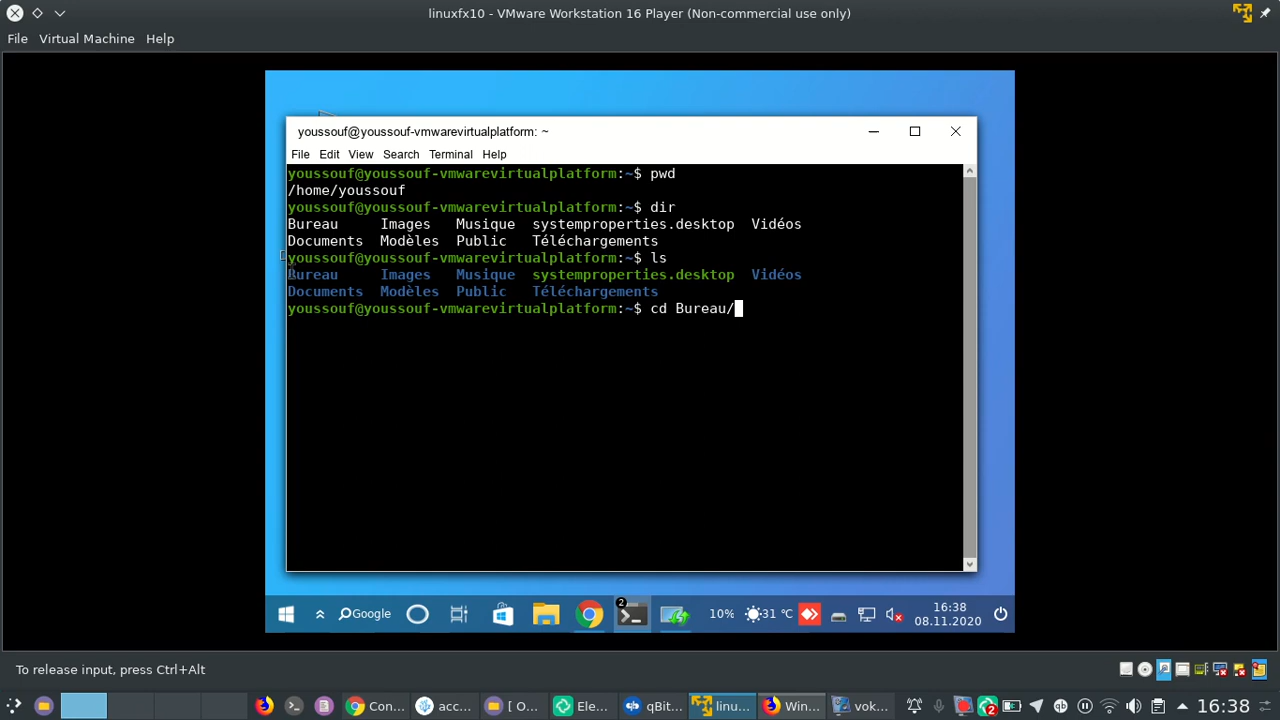 linuxfx10 - VMware Workstation 16 Player (Non-commercial use only)
File Virtual Machine Help
youssouf@youssouf-vmwarevirtualplatform: ~
File Edit View Search Terminal Help
youssouf@youssouf-vmwarevirtualplatform:~$ pwd
/home/youssouf
youssouf@youssouf-vmwarevirtualplatform:~$ dir
Bureau Images Musique systemproperties.desktop Vidéos
Documents Modèles Public Téléchargements
youssouf@youssouf-vmwarevirtualplatform:~$ ls
Bureau Images Musique systemproperties.desktop Vidéos
Documents Modèles Public Téléchargements
youssouf@youssouf-vmwarevirtualplatform:~$ cd Bureau/
Google 2 10% 31 °C 16:38
08.11.2020
To release input, press Ctrl+Alt
Con... acc... [ O... Ele... qBit... linu... Win... vok... 2 16:38